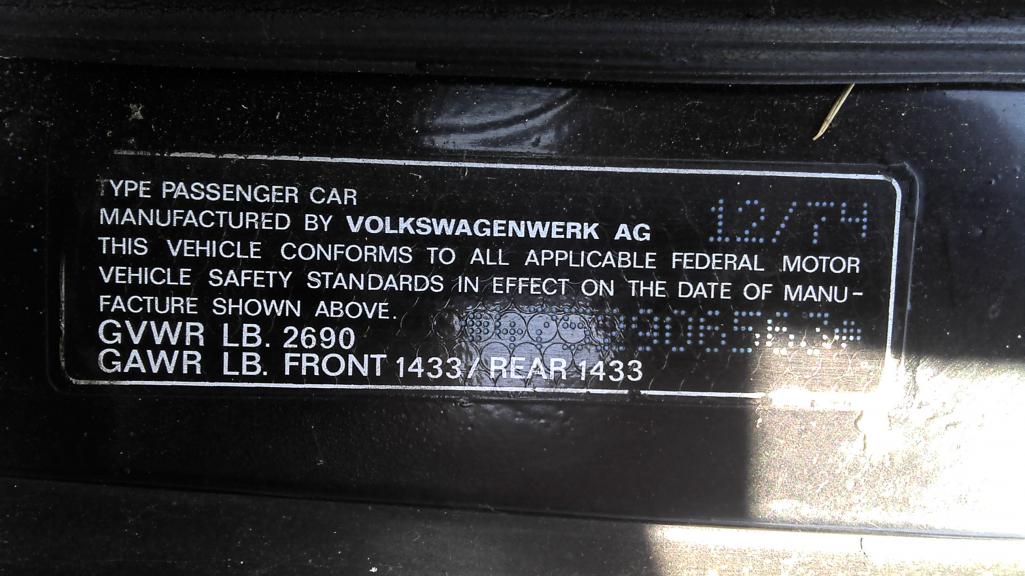 TYPE PASSENGER CAR
12/74
MANUFACTURED BY VOLKSWAGENWERK AG
THIS VEHICLE CONFORMS TO ALL APPLICABLE FEDERAL MOTOR
VEHICLE SAFETY STANDARDS IN EFFECT ON THE DATE OF MANU-
FACTURE SHOWN ABOVE.
GVWR LB. 2690
GAWR LB. FRONT 1433/ REAR 1433